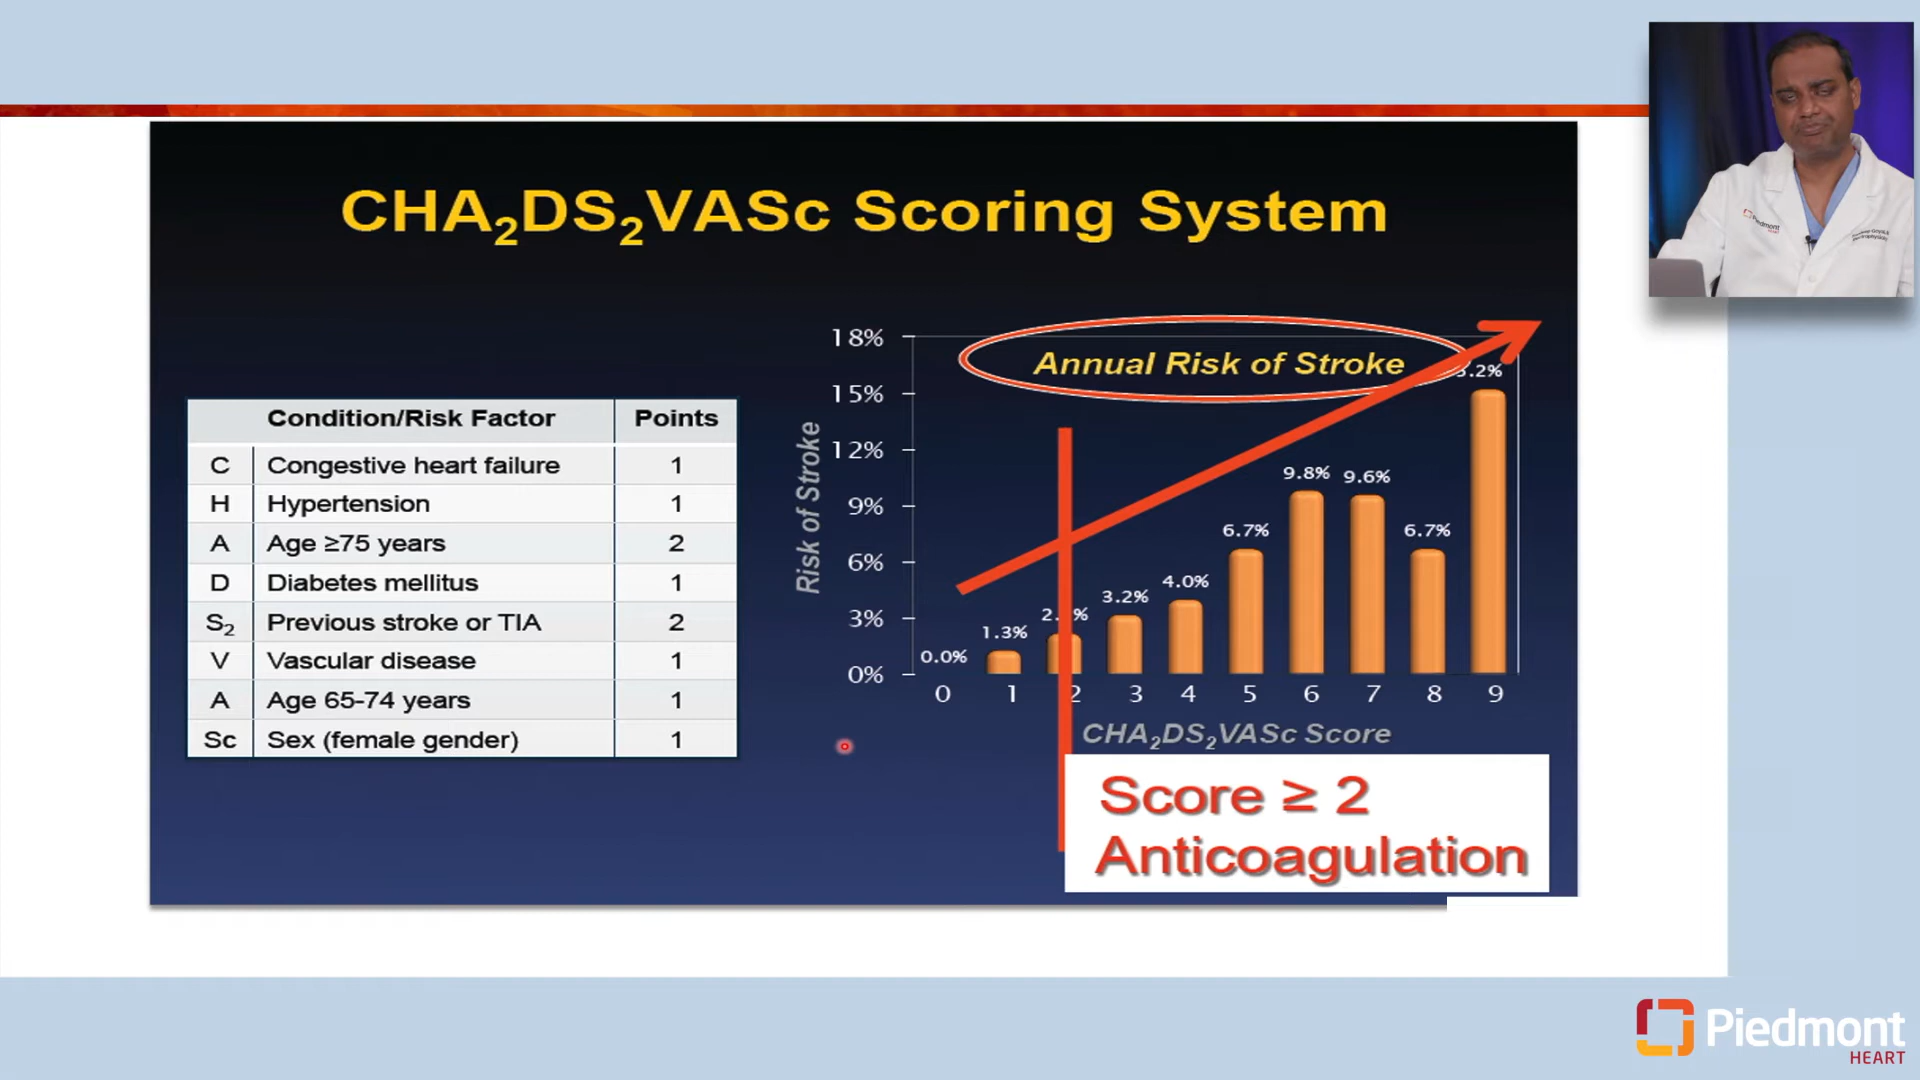 CHA₂DS₂VASc Scoring System
Condition/Risk Factor Points
C Congestive heart failure 1
H Hypertension 1
A Age ≥75 years 2
D Diabetes mellitus 1
S₂ Previous stroke or TIA 2
V Vascular disease 1
A Age 65-74 years 1
Sc Sex (female gender) 1
Annual Risk of Stroke
Risk of Stroke
18%
15%
12%
9%
6%
3%
0%
0.0%
1.3%
3.2%
4.0%
6.7%
9.8%
9.6%
6.7%
0 1 2 3 4 5 6 7 8 9
CHA₂DS₂VASc Score
Score ≥ 2
Anticoagulation
Piedmont
HEART
Piedmont